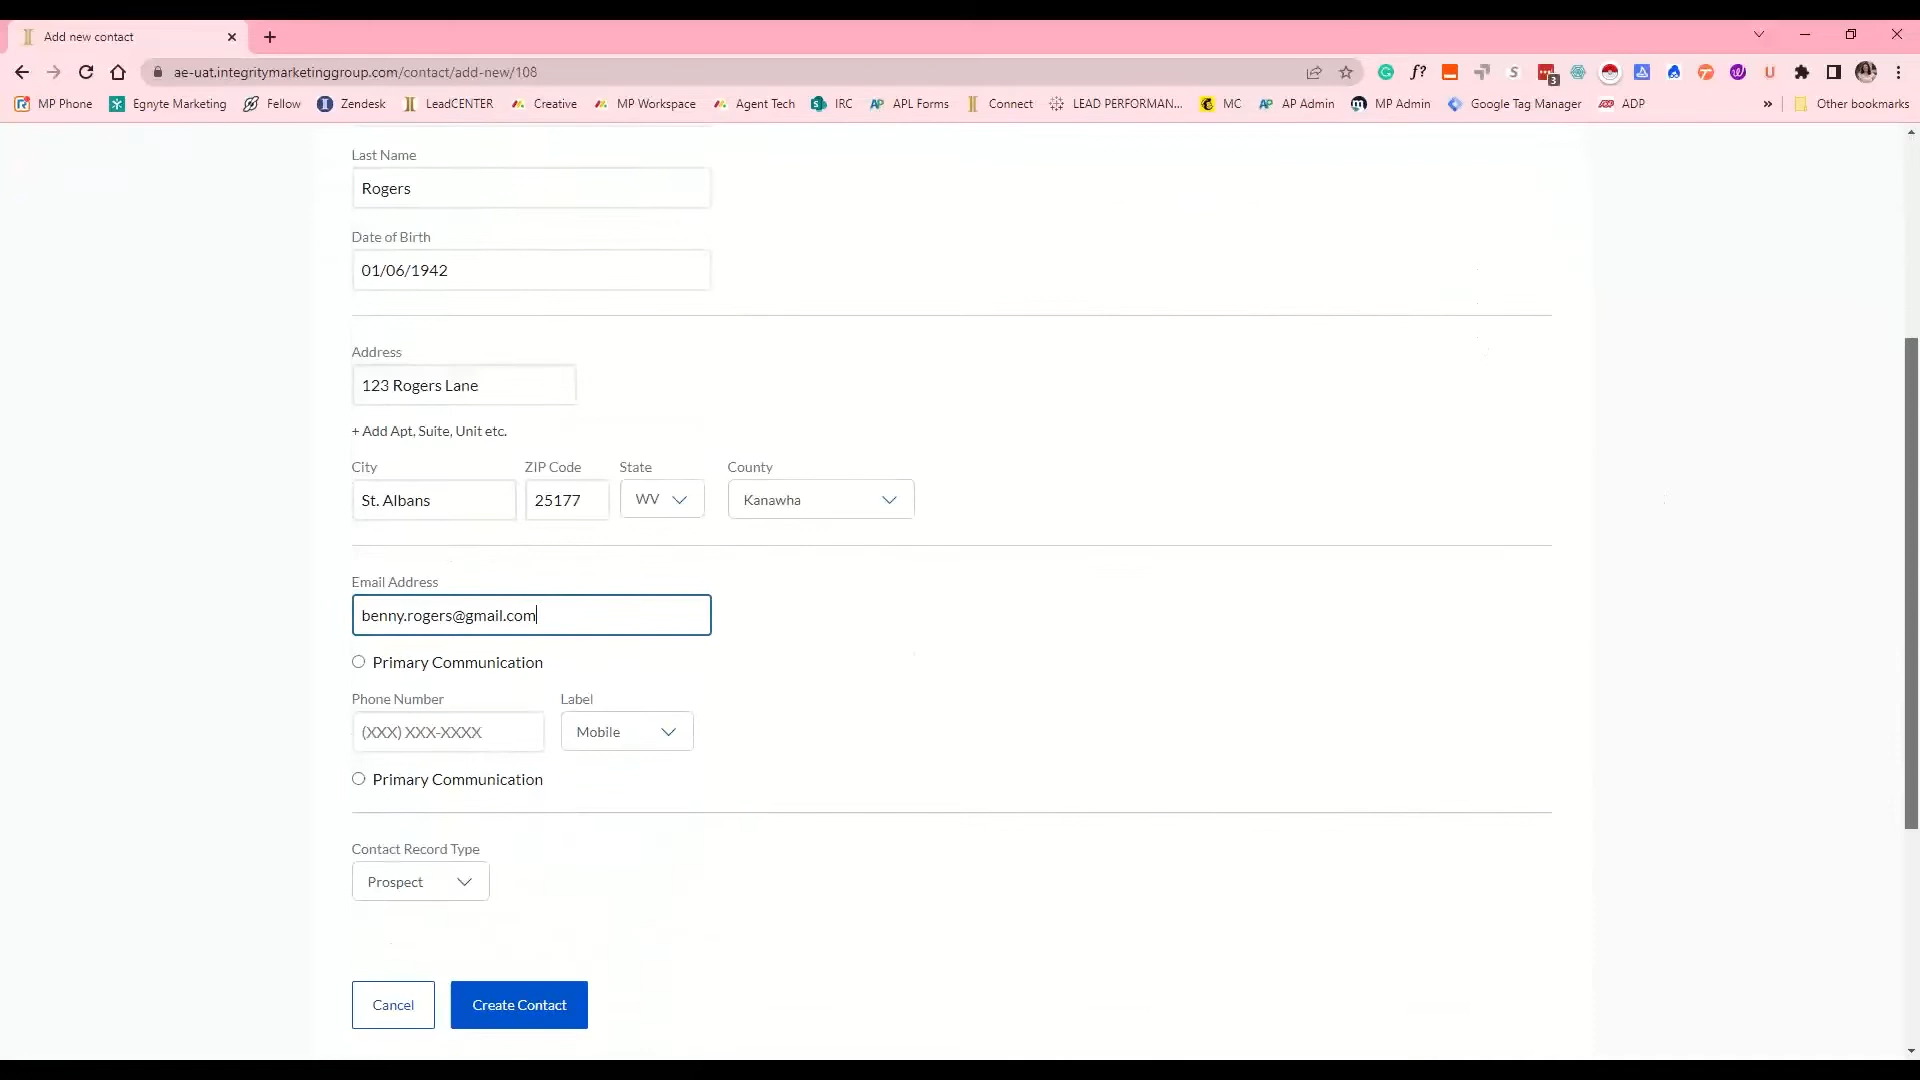 Add new contact
ae-uat.integritymarketinggroup.com/contact/add-new/108
f?
S
3
U
MP Phone
Egnyte Marketing
Fellow
Zendesk
LeadCENTER
Creative
MP Workspace
Agent Tech
IRC
APL Forms
Connect
LEAD PERFORMAN...
MC
AP Admin
MP Admin
Google Tag Manager
ADP
»
Other bookmarks
Last Name
Rogers
Date of Birth
01/06/1942
Address
123 Rogers Lane
+ Add Apt, Suite, Unit etc.
City ZIP Code State County
St. Albans 25177 WV Kanawha
Email Address
benny.rogers@gmail.com
Primary Communication
Phone Number Label
(XXX) XXX-XXXX Mobile
Primary Communication
Contact Record Type
Prospect
Cancel Create Contact